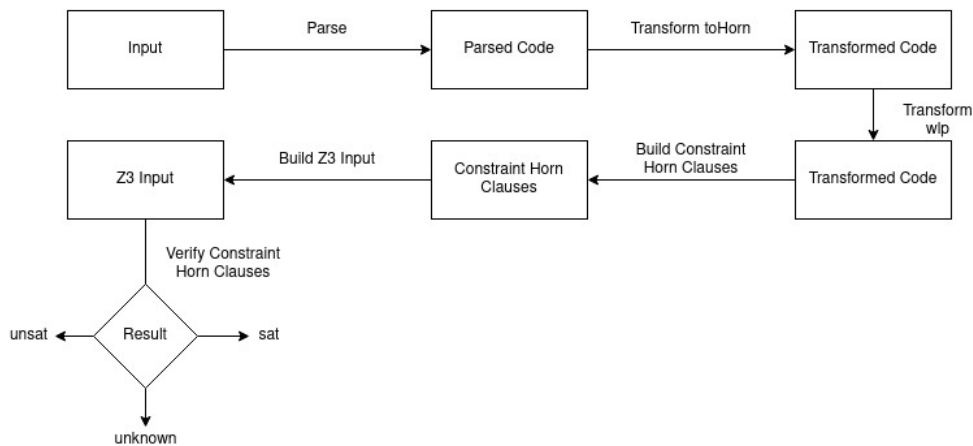 Input
Parse
Parsed Code
Transform toHorn
Transformed Code
Transform
wlp
Transformed Code
Build Constraint
Horn Clauses
Constraint Horn
Clauses
Build Z3 Input
Z3 Input
Verify Constraint
Horn Clauses
Result
unsat
sat
unknown